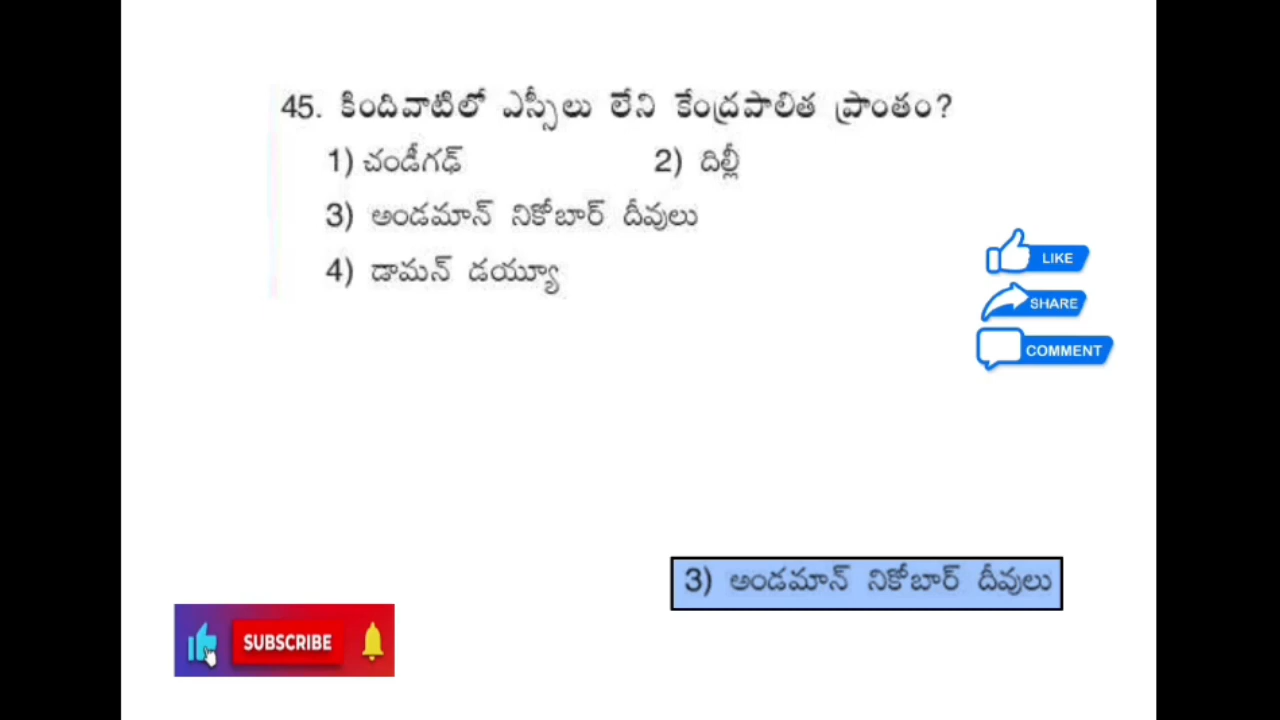 45. కిందివాటిలో ఎస్సీలు లేని కేంద్రపాలిత ప్రాంతం?
1) చండీగఢ్ 2) దిల్లీ
3) అండమాన్ నికోబార్ దీవులు
4) డామన్ డయ్యూ
LIKE
SHARE
COMMENT
3) అండమాన్ నికోబార్ దీవులు
SUBSCRIBE